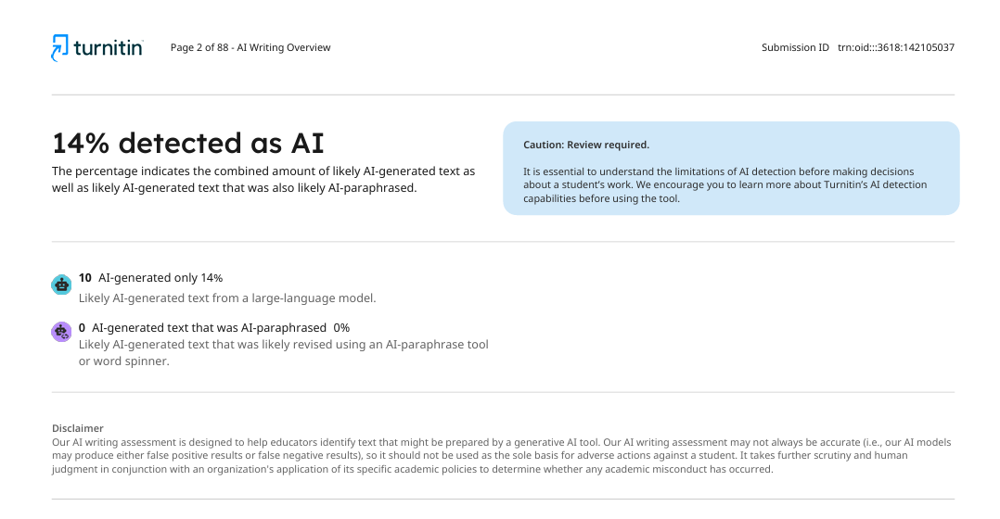 turnitin
Page 2 of 88 - AI Writing Overview
Submission ID trn:oid:::3618:142105037
14% detected as AI
The percentage indicates the combined amount of likely AI-generated text as
well as likely AI-generated text that was also likely AI-paraphrased.
Caution: Review required.
It is essential to understand the limitations of AI detection before making decisions
about a student's work. We encourage you to learn more about Turnitin's AI detection
capabilities before using the tool.
10 AI-generated only 14%
Likely AI-generated text from a large-language model.
0 AI-generated text that was AI-paraphrased 0%
Likely AI-generated text that was likely revised using an AI-paraphrase tool
or word spinner.
Disclaimer
Our AI writing assessment is designed to help educators identify text that might be prepared by a generative AI tool. Our AI writing assessment may not always be accurate (i.e., our AI models
may produce either false positive results or false negative results), so it should not be used as the sole basis for adverse actions against a student. It takes further scrutiny and human
judgment in conjunction with an organization's application of its specific academic policies to determine whether any academic misconduct has occurred.